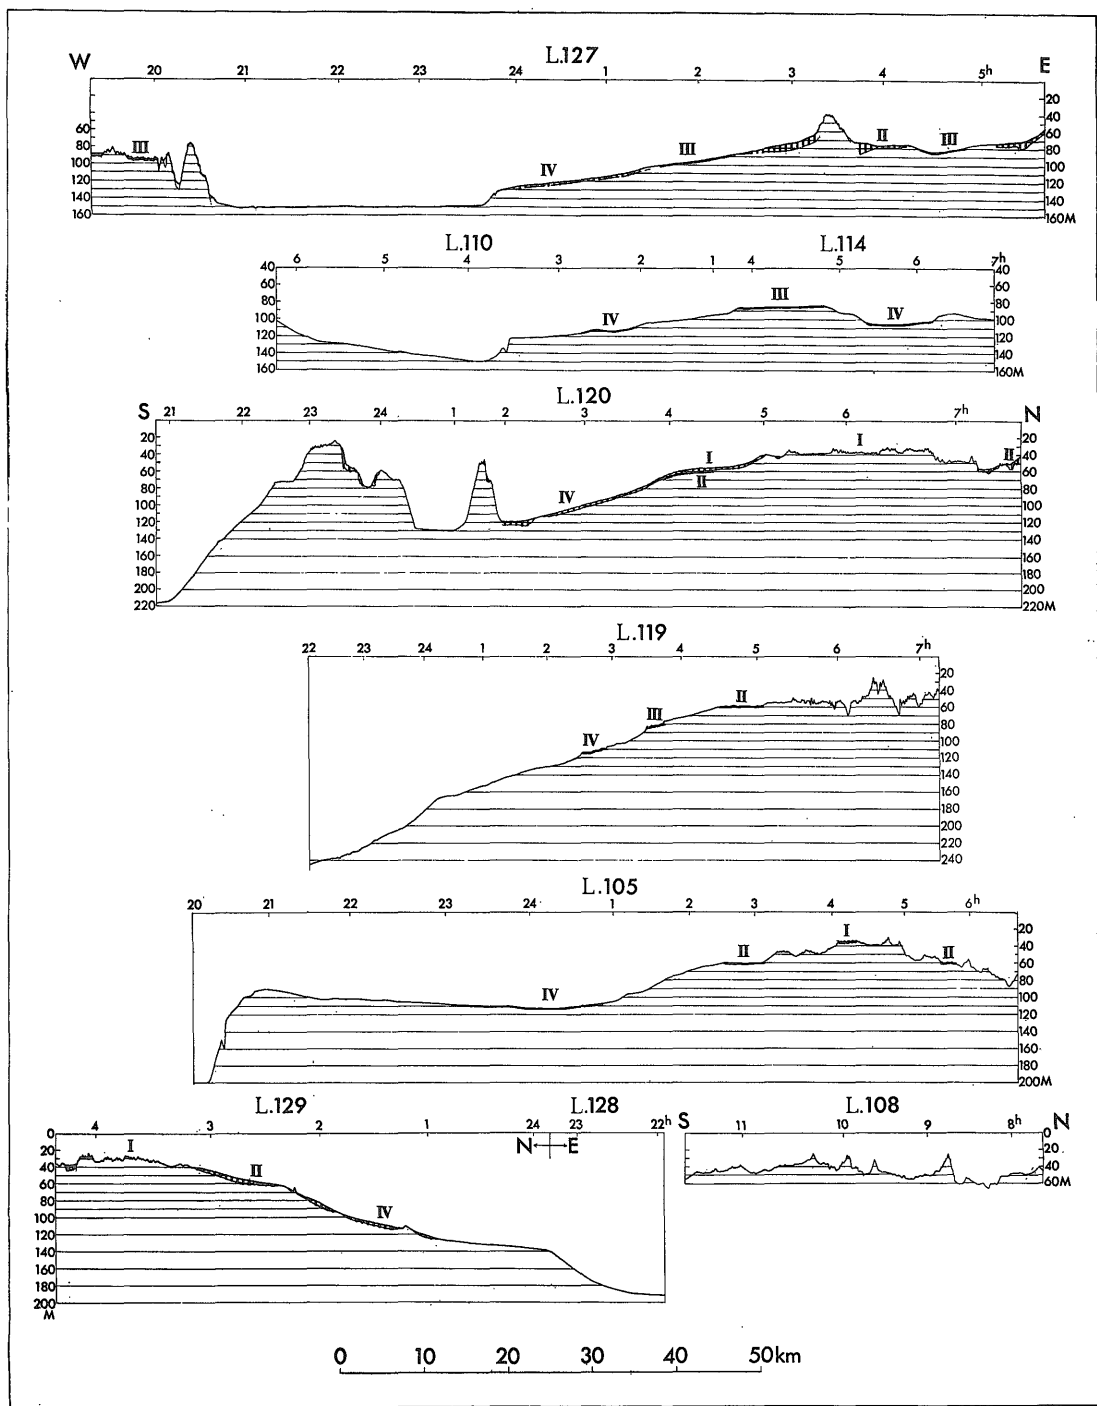 L.127
W 20 21 22 23 24 1 2 3 4 5h E
III IV III II III
60
80
100
120
140
160
20
40
60
80
100
120
140
160M
L.110 L.114
6 5 4 3 2 1 4 5 6 7h
IV III IV
40
60
80
100
120
140
160
40
60
80
100
120
140
160M
L.120
S 21 22 23 24 1 2 3 4 5 6 7h N
IV I II I II
20
40
60
80
100
120
140
160
180
200
220
20
40
60
80
100
120
140
160
180
200
220M
L.119
22 23 24 1 2 3 4 5 6 7h
IV III II
20
40
60
80
100
120
140
160
180
200
220
240
L.105
20 21 22 23 24 1 2 3 4 5 6h
IV II I II
20
40
60
80
100
120
140
160
180
200M
L.129 L.128
4 3 2 1 24 23 22h
N E
I II IV
0
20
40
60
80
100
120
140
160
180
200
M
L.108
S 11 10 9 8h N
0
20
40
60M
0 10 20 30 40 50km